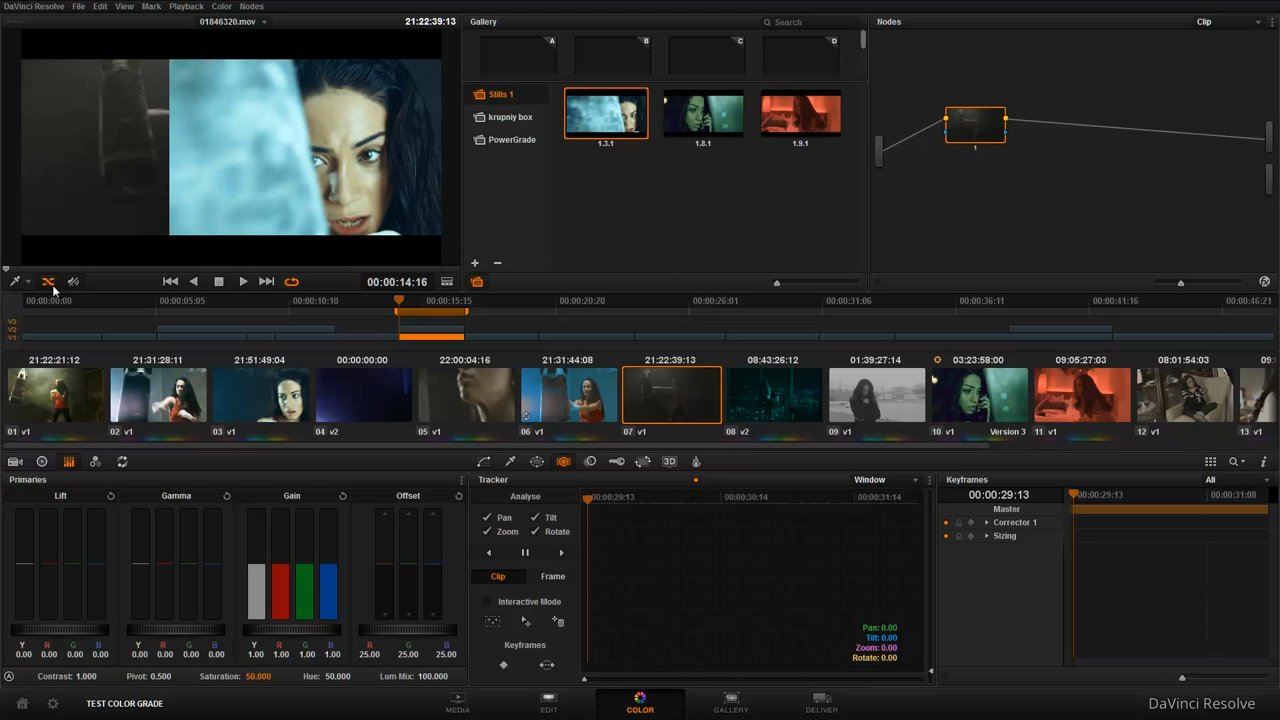 DaVinci Resolve File Edit View Mark Playback Color Nodes
01846320.mov 21:22:39:13 Gallery Search Nodes Clip
A B C D
Stills 1
krupniy box
PowerGrade
1.3.1 1.8.1 1.9.1 1
00:00:14:16
00:00:00:00 00:00:05:05 00:00:10:10 00:00:15:15 00:00:20:20 00:00:26:01 00:00:31:06 00:00:36:11 00:00:41:16 00:00:46:21
V3
V2
V1
21:22:21:12 21:31:28:11 21:51:49:04 00:00:00:00 22:00:04:16 21:31:44:08 21:22:39:13 08:43:26:12 01:39:27:14 03:23:58:00 09:05:27:03 08:01:54:03 09:
01 v1 02 v1 03 v1 04 v2 05 v1 06 v1 07 v1 08 v2 09 v1 10 v1 Version 3 11 v1 12 v1 13 v1
3D
Primaries Tracker Window Keyframes All
Lift Gamma Gain Offset Analyse 00:00:29:13 00:00:30:14 00:00:31:14 00:00:29:13 00:00:29:13 00:00:31:08
Master
Pan Tilt Corrector 1
Zoom Rotate Sizing
Clip Frame
Interactive Mode
Pan: 0.00
Tilt: 0.00
Keyframes Zoom: 0.00
Rotate: 0.00
Y R G B Y R G B Y R G B R G B
0.00 0.00 0.00 0.00 0.00 0.00 0.00 0.00 1.00 1.00 1.00 1.00 25.00 25.00 25.00
A Contrast: 1.000 Pivot: 0.500 Saturation: 50.000 Hue: 50.000 Lum Mix: 100.000
TEST COLOR GRADE MEDIA EDIT COLOR GALLERY DELIVER DaVinci Resolve